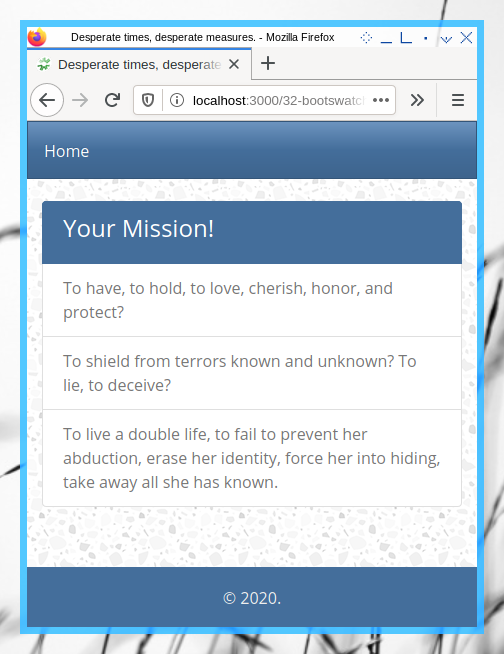 Desperate times, desperate measures. - Mozilla Firefox
Desperate times, desperate
localhost:3000/32-bootswatc
Home
Your Mission!
To have, to hold, to love, cherish, honor, and
protect?
To shield from terrors known and unknown? To
lie, to deceive?
To live a double life, to fail to prevent her
abduction, erase her identity, force her into hiding,
take away all she has known.
© 2020.